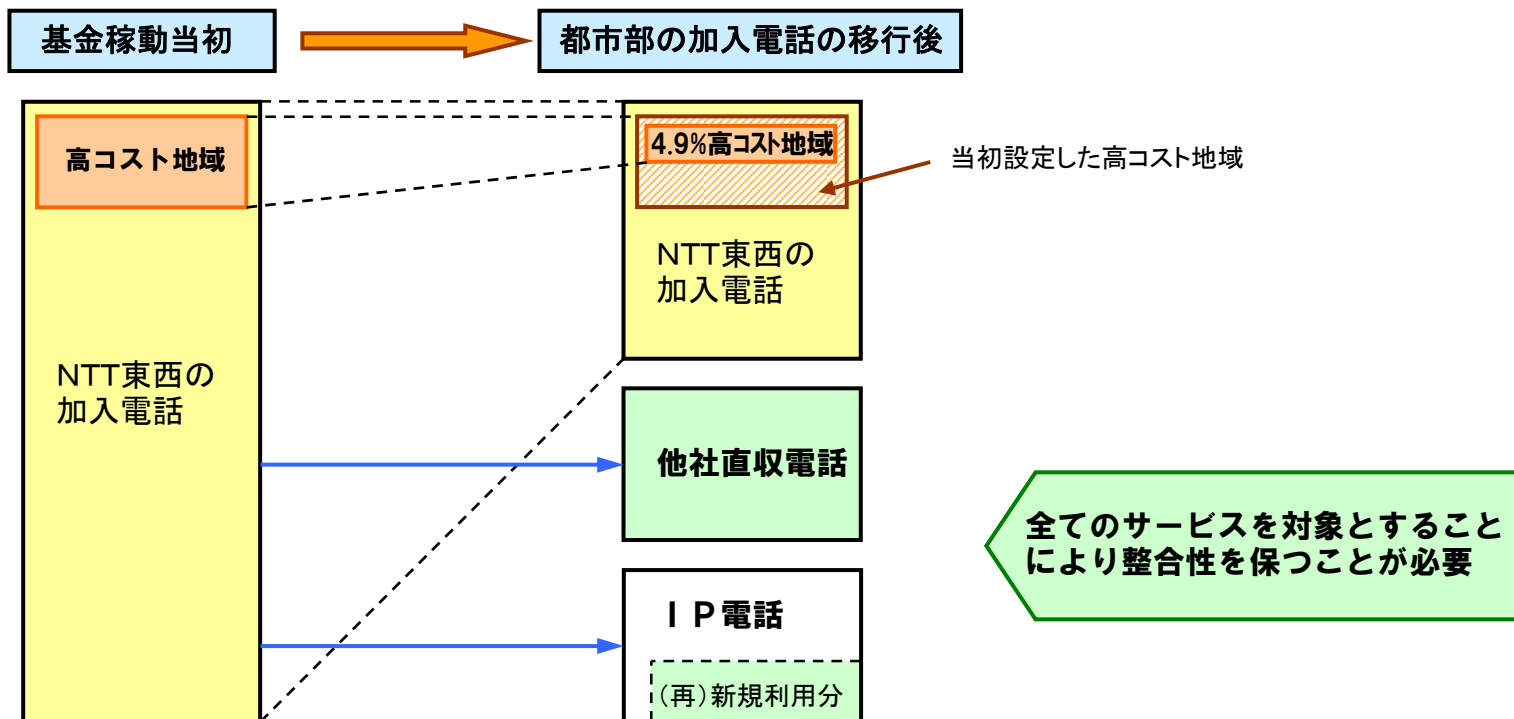 基金稼動当初
都市部の加入電話の移行後
高コスト地域
4.9%高コスト地域
当初設定した高コスト地域
NTT東西の
加入電話
NTT東西の
加入電話
他社直収電話
全てのサービスを対象とすること
により整合性を保つことが必要
IP電話
(再)新規利用分